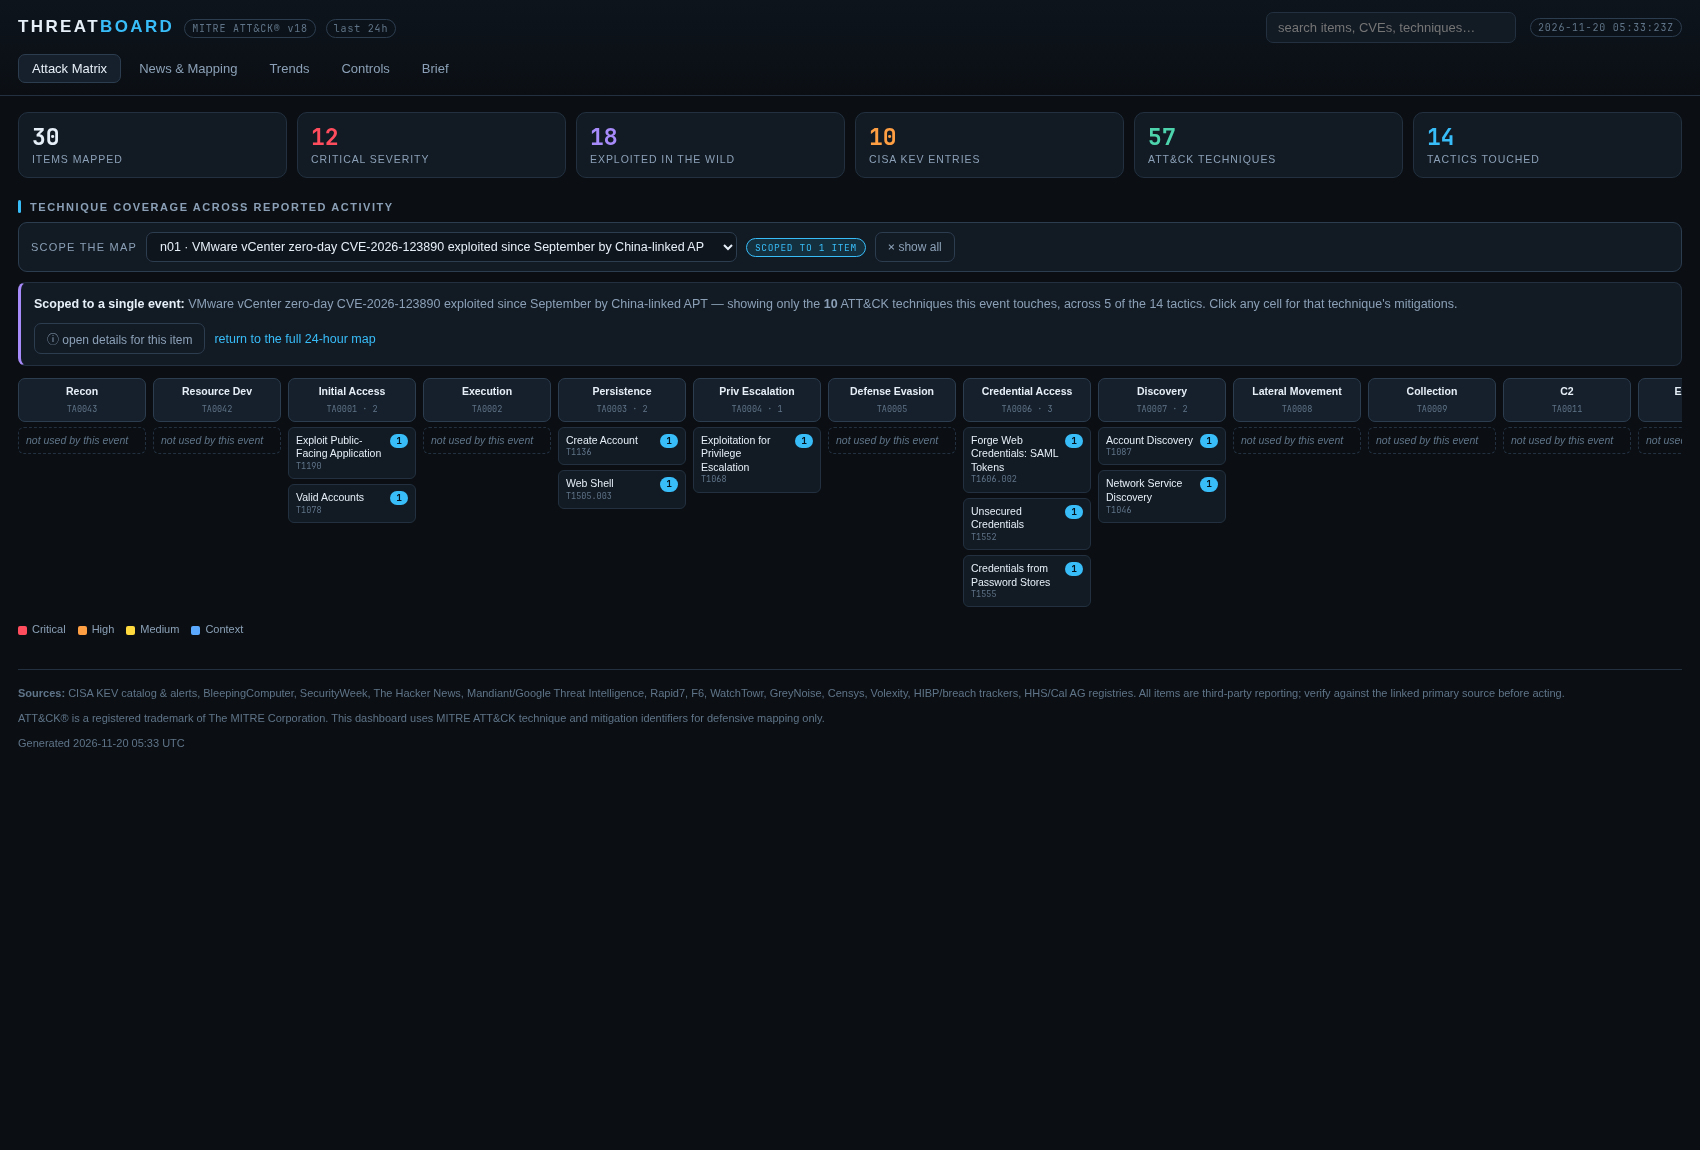 THREATBOARD MITRE ATT&CK® v18 last 24h search items, CVEs, techniques… 2026-11-20 05:33:23Z
Attack Matrix News & Mapping Trends Controls Brief
30 12 18 10 57 14
ITEMS MAPPED CRITICAL SEVERITY EXPLOITED IN THE WILD CISA KEV ENTRIES ATT&CK TECHNIQUES TACTICS TOUCHED
TECHNIQUE COVERAGE ACROSS REPORTED ACTIVITY
SCOPE THE MAP n01 · VMware vCenter zero-day CVE-2026-123890 exploited since September by China-linked AP SCOPED TO 1 ITEM × show all
Scoped to a single event: VMware vCenter zero-day CVE-2026-123890 exploited since September by China-linked APT — showing only the 10 ATT&CK techniques this event touches, across 5 of the 14 tactics. Click any cell for that technique's mitigations.
ⓘ open details for this item return to the full 24-hour map
Recon
TA0043
not used by this event
Resource Dev
TA0042
not used by this event
Initial Access
TA0001 · 2
Exploit Public-
Facing Application 1
T1190
Valid Accounts 1
T1078
Execution
TA0002
not used by this event
Persistence
TA0003 · 2
Create Account 1
T1136
Web Shell 1
T1505.003
Priv Escalation
TA0004 · 1
Exploitation for 1
Privilege
Escalation
T1068
Defense Evasion
TA0005
not used by this event
Credential Access
TA0006 · 3
Forge Web 1
Credentials: SAML
Tokens
T1606.002
Unsecured 1
Credentials
T1552
Credentials from 1
Password Stores
T1555
Discovery
TA0007 · 2
Account Discovery 1
T1087
Network Service 1
Discovery
T1046
Lateral Movement
TA0008
not used by this event
Collection
TA0009
not used by this event
C2
TA0011
not used by this event
E
not used
Critical High Medium Context
Sources: CISA KEV catalog & alerts, BleepingComputer, SecurityWeek, The Hacker News, Mandiant/Google Threat Intelligence, Rapid7, F6, WatchTowr, GreyNoise, Censys, Volexity, HIBP/breach trackers, HHS/Cal AG registries. All items are third-party reporting; verify against the linked primary source before acting.
ATT&CK® is a registered trademark of The MITRE Corporation. This dashboard uses MITRE ATT&CK technique and mitigation identifiers for defensive mapping only.
Generated 2026-11-20 05:33 UTC